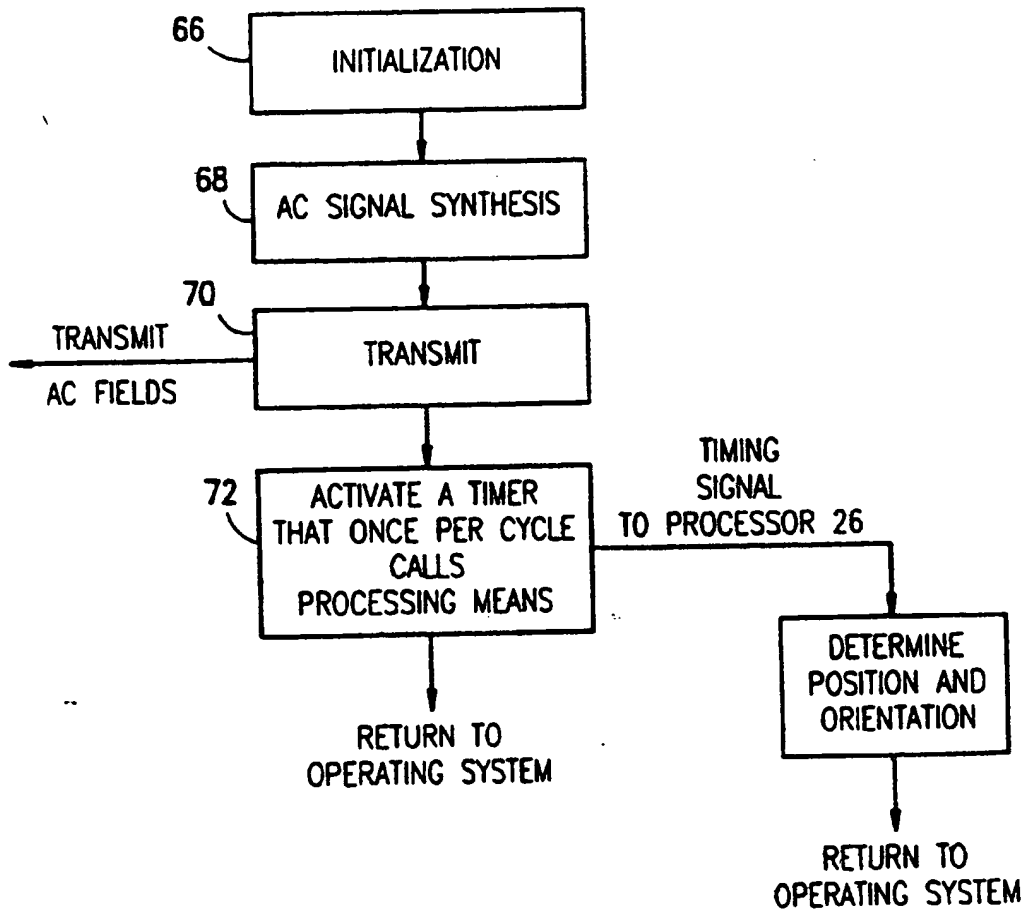 66
INITIALIZATION
68
AC SIGNAL SYNTHESIS
70
TRANSMIT
TRANSMIT
AC FIELDS
72
ACTIVATE A TIMER
THAT ONCE PER CYCLE
CALLS
PROCESSING MEANS
TIMING
SIGNAL
TO PROCESSOR 26
DETERMINE
POSITION AND
ORIENTATION
RETURN TO
OPERATING SYSTEM
RETURN TO
OPERATING SYSTEM